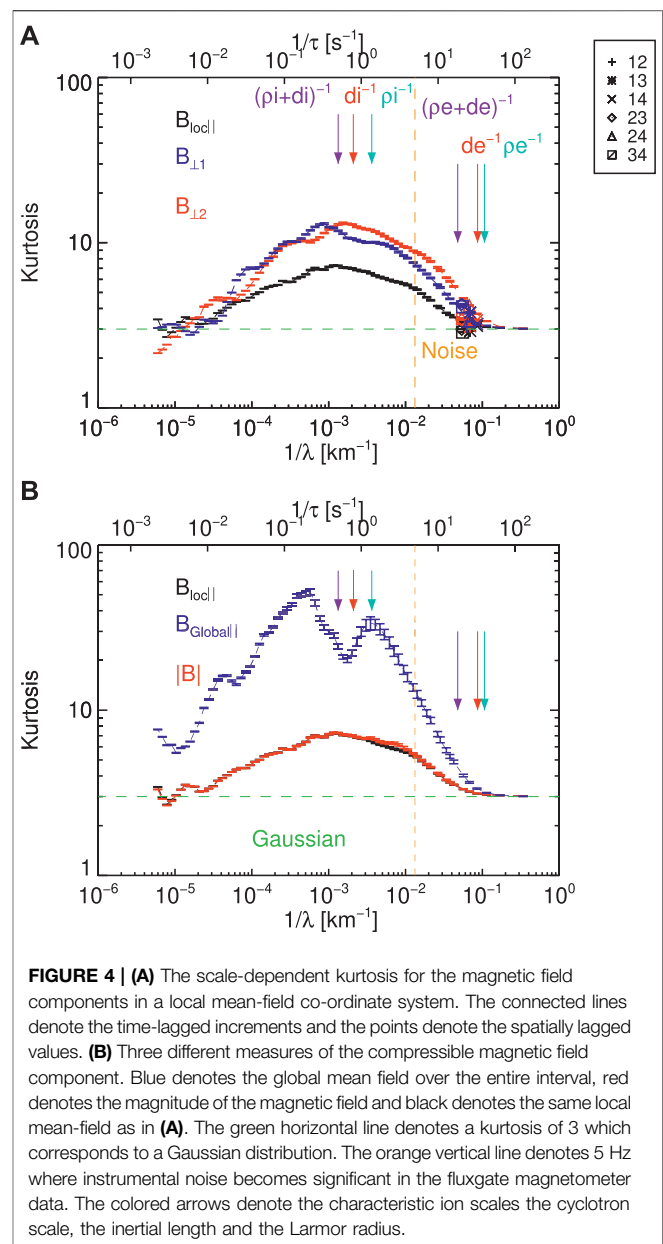 A
1/τ [s⁻¹]
10⁻³ 10⁻² 10⁻¹ 10⁰ 10¹ 10²
100
10
1
Kurtosis
(ρi+di)⁻¹ di⁻¹ ρi⁻¹ (ρe+de)⁻¹
de⁻¹ ρe⁻¹
B_loc||
B_⊥1
B_⊥2
Noise
12
13
14
23
24
34
10⁻⁶ 10⁻⁵ 10⁻⁴ 10⁻³ 10⁻² 10⁻¹ 10⁰
1/λ [km⁻¹]
B
1/τ [s⁻¹]
10⁻³ 10⁻² 10⁻¹ 10⁰ 10¹ 10²
100
10
1
Kurtosis
B_loc||
B_Global||
|B|
Gaussian
10⁻⁶ 10⁻⁵ 10⁻⁴ 10⁻³ 10⁻² 10⁻¹ 10⁰
1/λ [km⁻¹]
FIGURE 4 | (A) The scale-dependent kurtosis for the magnetic field
components in a local mean-field co-ordinate system. The connected lines
denote the time-lagged increments and the points denote the spatially lagged
values. (B) Three different measures of the compressible magnetic field
component. Blue denotes the global mean field over the entire interval, red
denotes the magnitude of the magnetic field and black denotes the same local
mean-field as in (A). The green horizontal line denotes a kurtosis of 3 which
corresponds to a Gaussian distribution. The orange vertical line denotes 5 Hz
where instrumental noise becomes significant in the fluxgate magnetometer
data. The colored arrows denote the characteristic ion scales the cyclotron
scale, the inertial length and the Larmor radius.